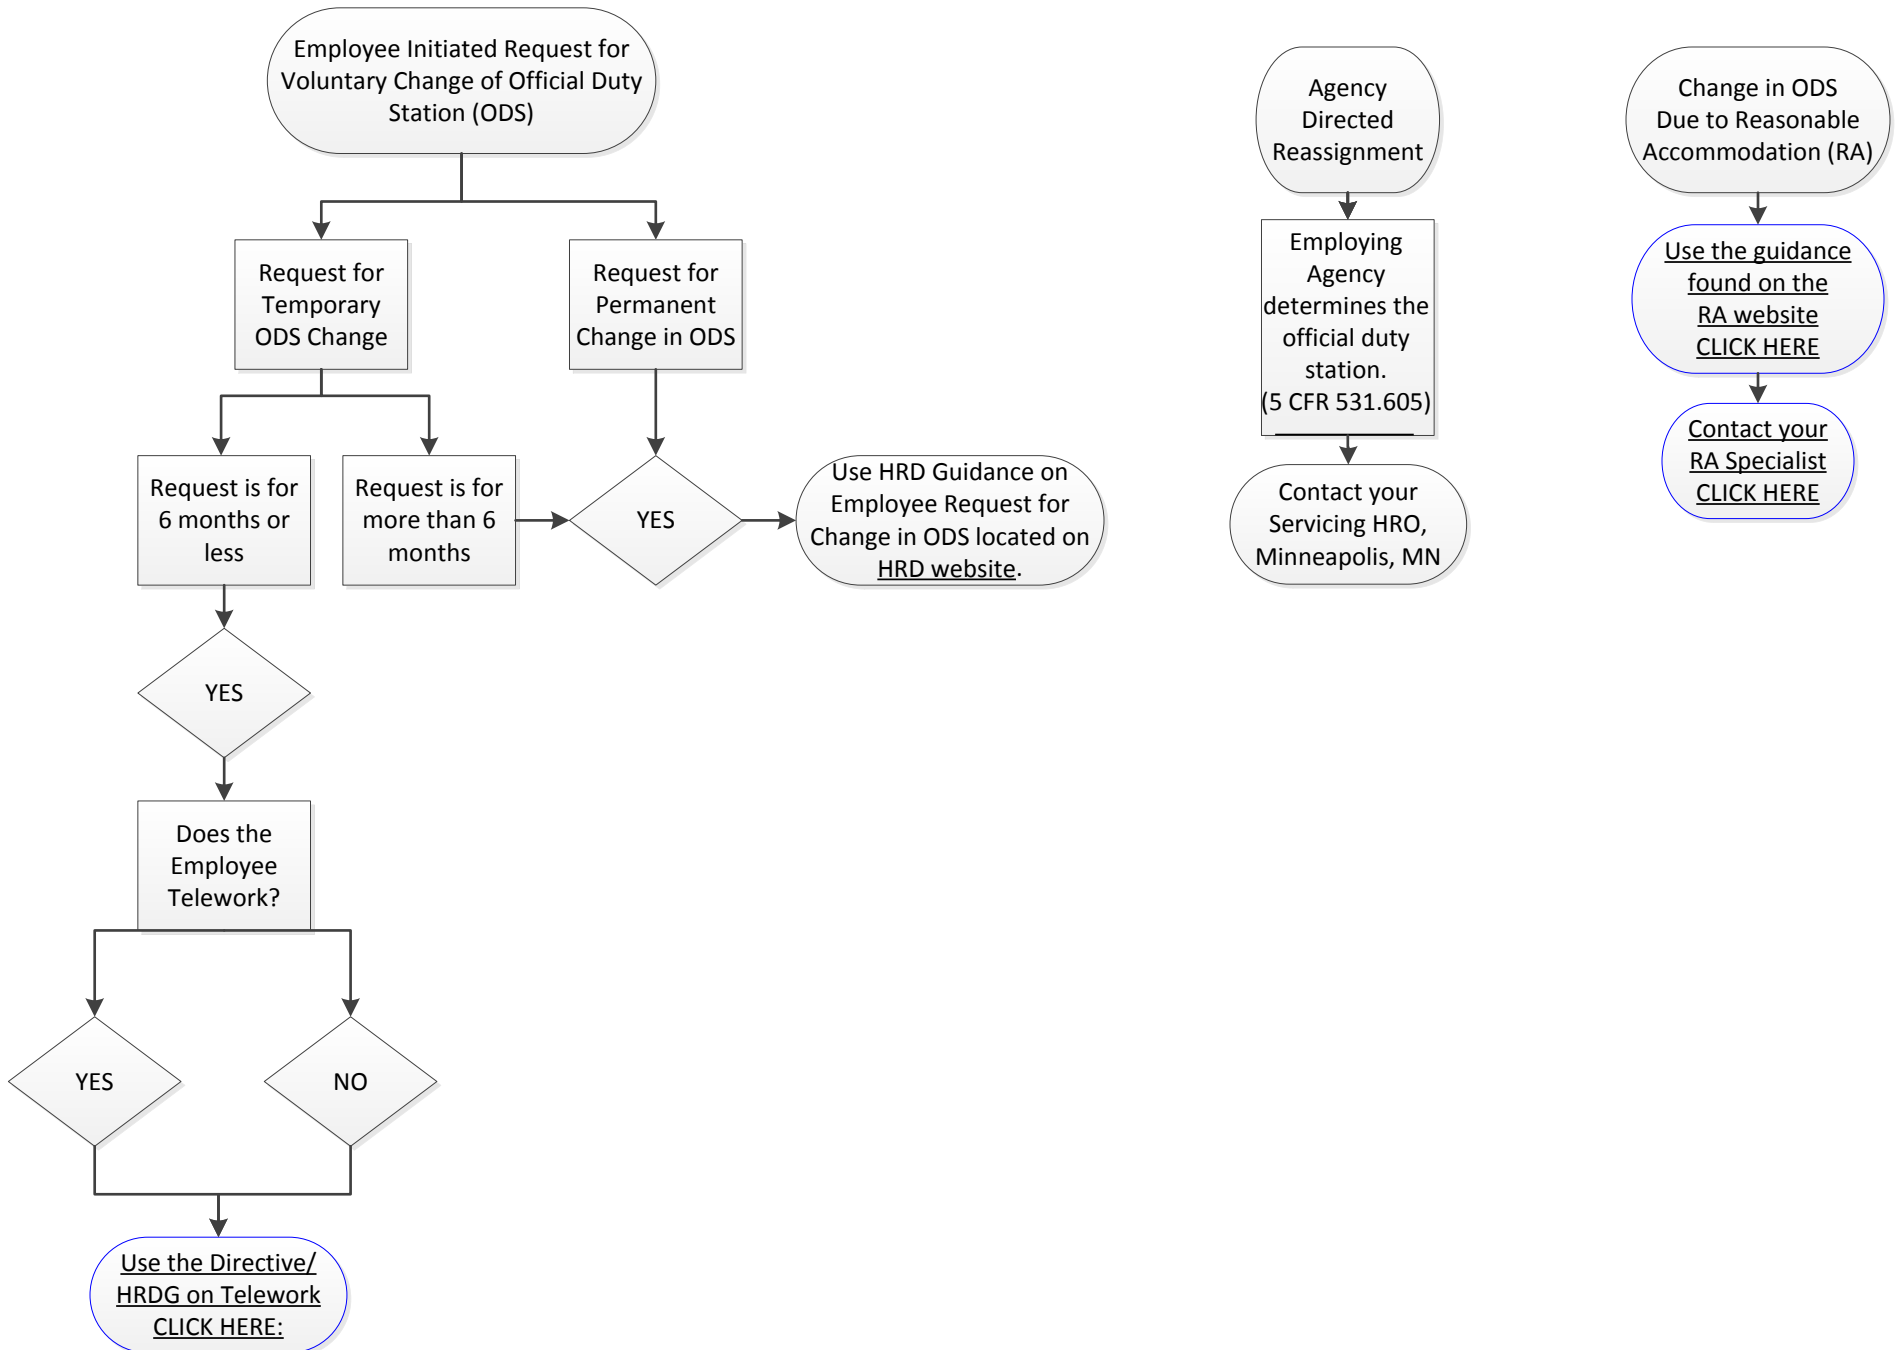 Employee Initiated Request for
Voluntary Change of Official Duty
Station (ODS)
Agency
Directed
Reassignment
Change in ODS
Due to Reasonable
Accommodation (RA)
Request for
Temporary
ODS Change
Request for
Permanent
Change in ODS
Employing
Agency
determines the
official duty
station.
(5 CFR 531.605)
Use the guidance
found on the
RA website
CLICK HERE
Contact your
RA Specialist
CLICK HERE
Request is for
6 months or
less
Request is for
more than 6
months
YES
Use HRD Guidance on
Employee Request for
Change in ODS located on
HRD website.
Contact your
Servicing HRO,
Minneapolis, MN
YES
Does the
Employee
Telework?
YES
NO
Use the Directive/
HRDG on Telework
CLICK HERE: